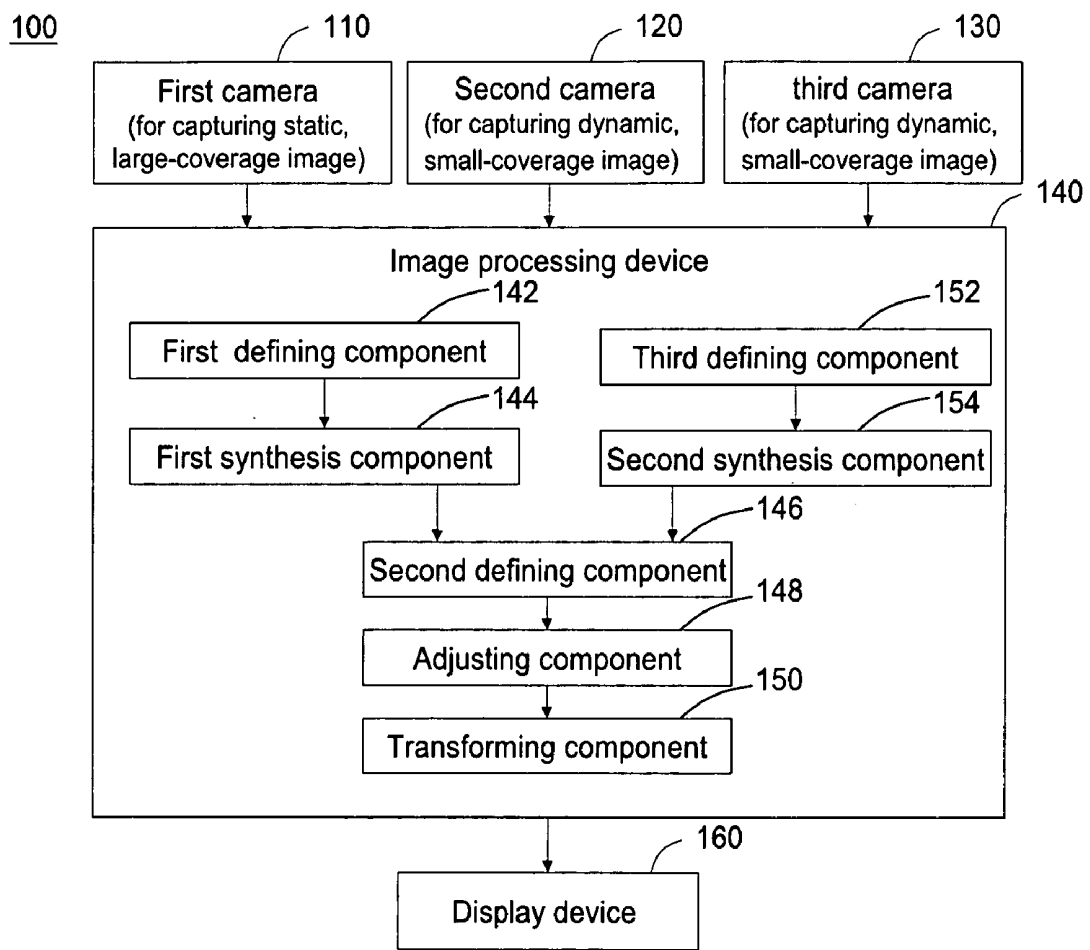 100
110
120
130
First camera
(for capturing static,
large-coverage image)
Second camera
(for capturing dynamic,
small-coverage image)
third camera
(for capturing dynamic,
small-coverage image)
140
Image processing device
142
152
First defining component
Third defining component
144
154
First synthesis component
Second synthesis component
146
Second defining component
148
Adjusting component
150
Transforming component
160
Display device